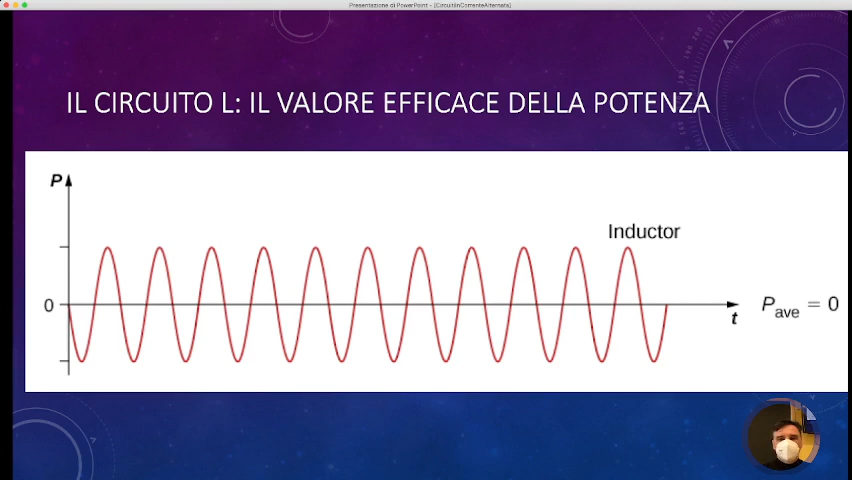 Presentazione di PowerPoint - [CircuitiInCorrenteAlternata]
IL CIRCUITO L: IL VALORE EFFICACE DELLA POTENZA
P
Inductor
0
t
P_ave = 0